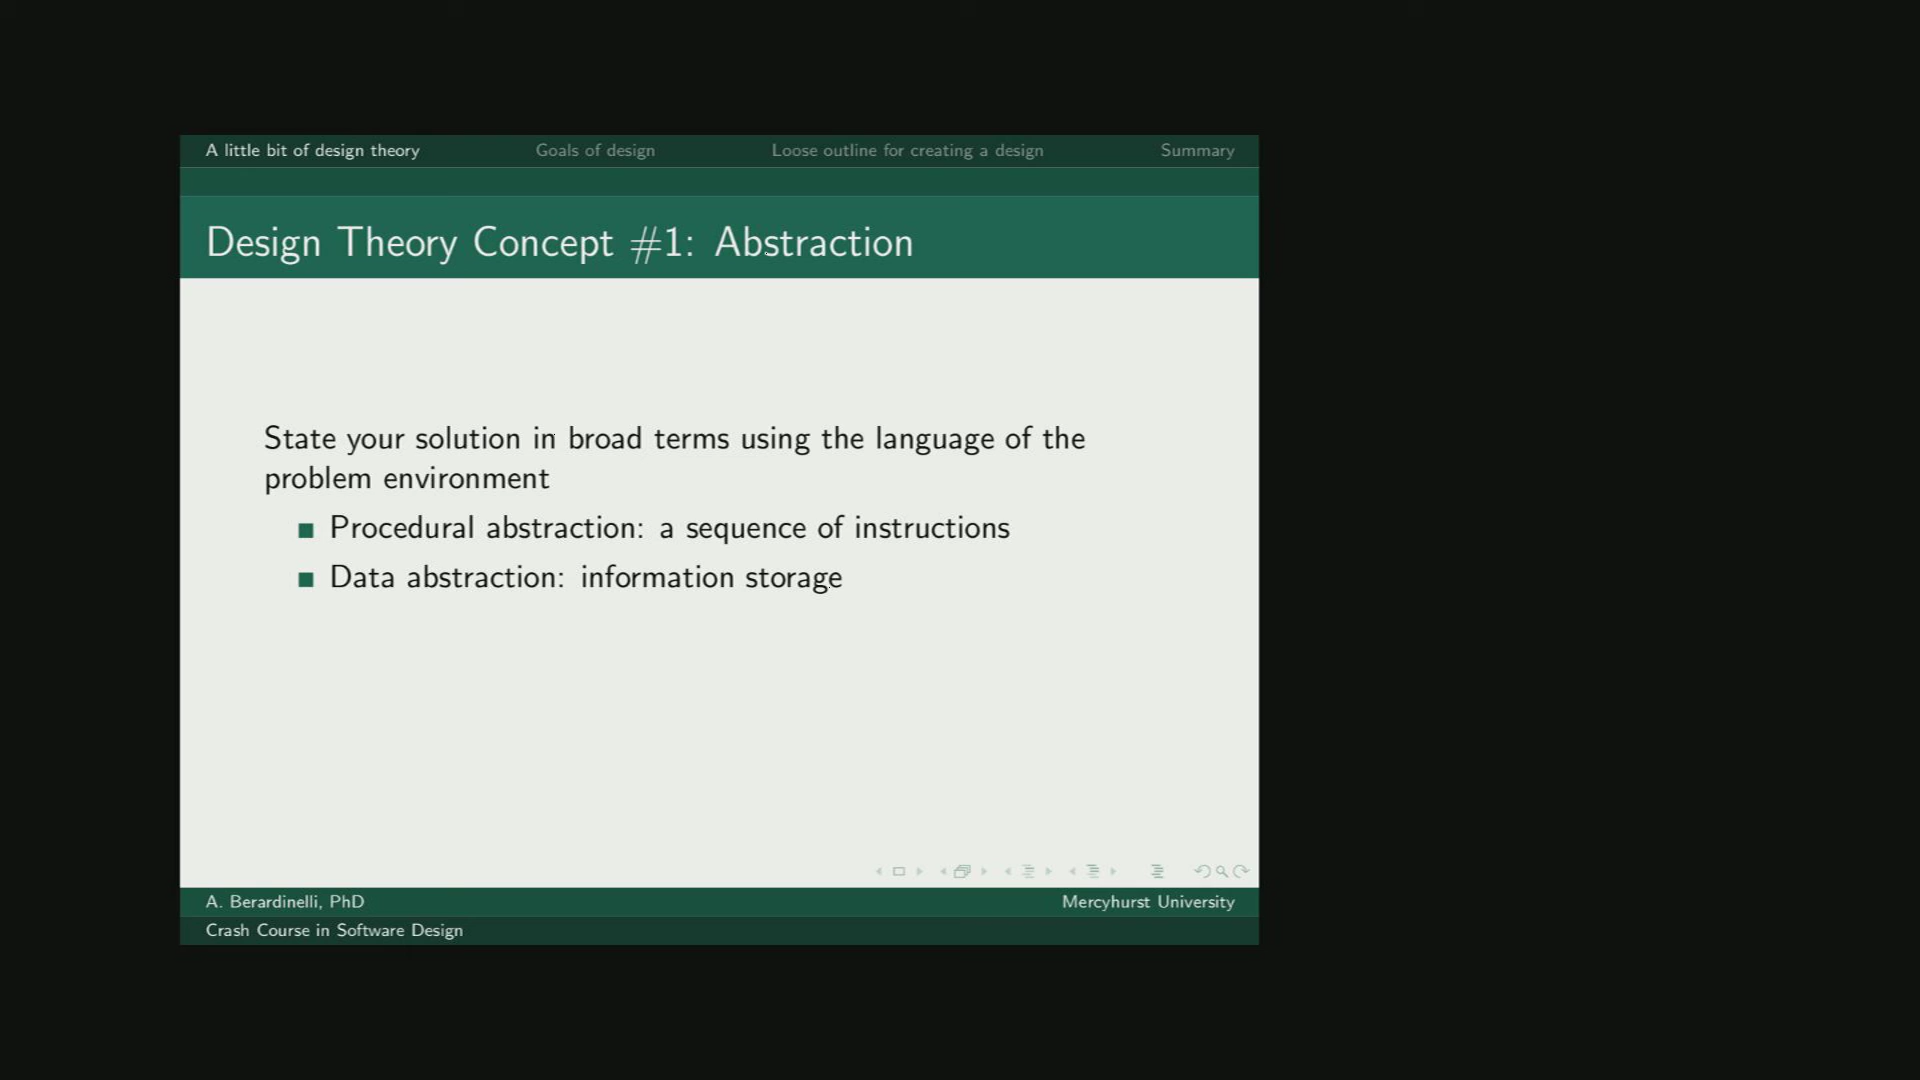 A little bit of design theory Goals of design Loose outline for creating a design Summary
Design Theory Concept #1: Abstraction
State your solution in broad terms using the language of the
problem environment
Procedural abstraction: a sequence of instructions
Data abstraction: information storage
A. Berardinelli, PhD Mercyhurst University
Crash Course in Software Design